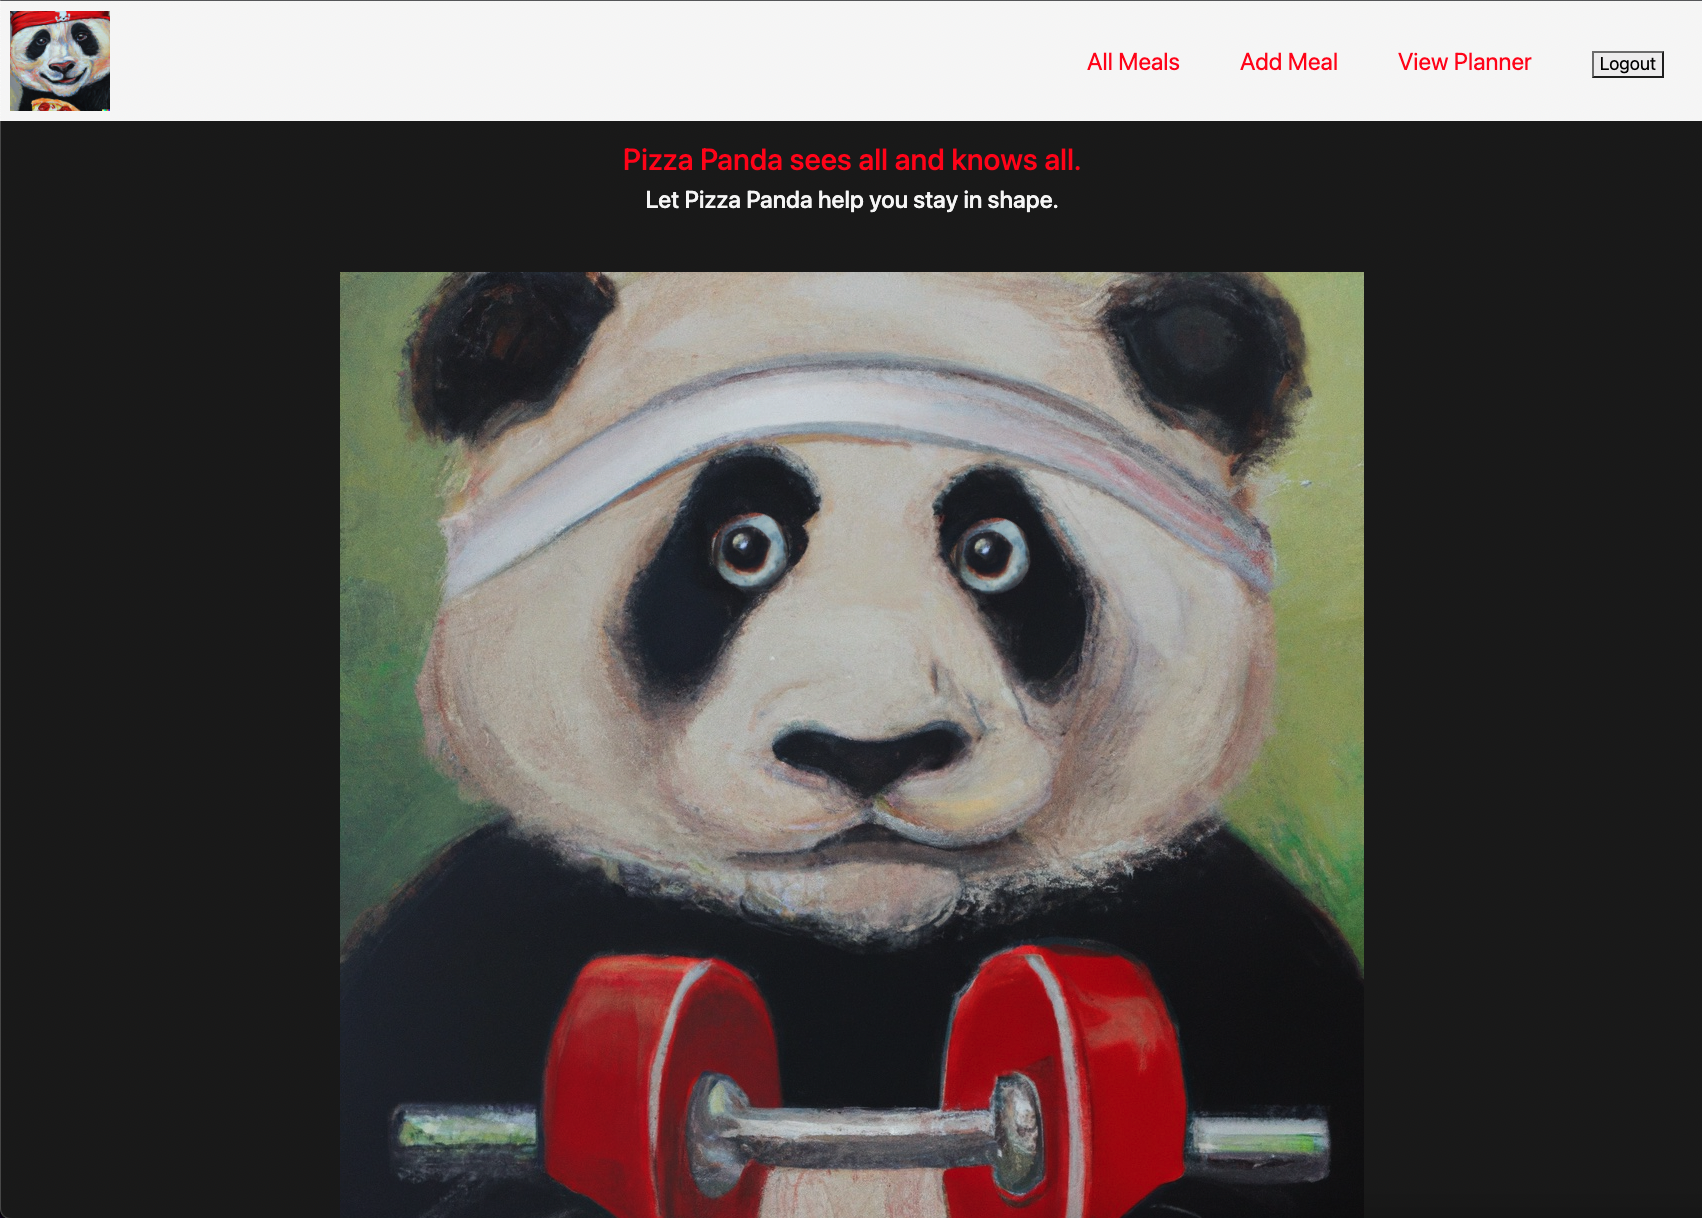 All Meals
Add Meal
View Planner
Logout
Pizza Panda sees all and knows all.
Let Pizza Panda help you stay in shape.